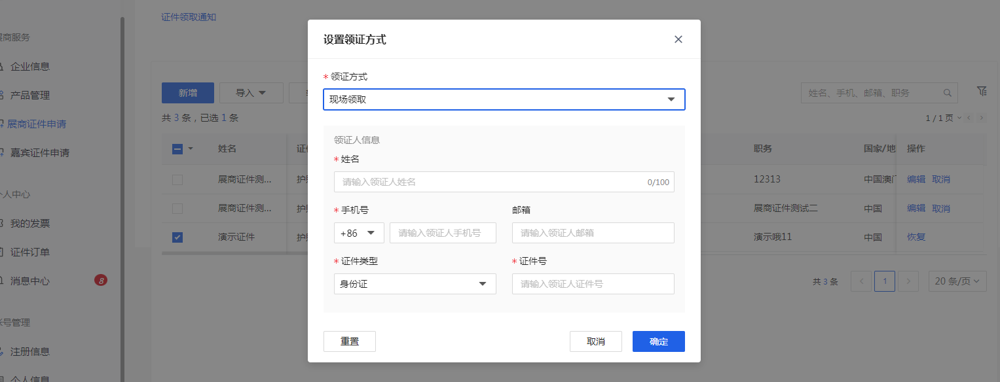 证件领取通知
展商服务
企业信息
产品管理
展商证件申请
嘉宾证件申请
个人中心
我的发票
证件订单
消息中心 8
账号管理
注册信息
个人信息
新增 导入
姓名、手机、邮箱、职务
共 3 条，已选 1 条
1 / 1 页
姓名 职务 国家/地 操作
展商证件测... 护 12313 中国澳门 编辑 取消
展商证件测... 护 展商证件测试二 中国 编辑 取消
演示证件 护 演示哦11 中国 恢复
共 3 条 < 1 > 20 条/页
设置领证方式
* 领证方式
现场领取
领证人信息
* 姓名
请输入领证人姓名 0/100
* 手机号 邮箱
+86 请输入领证人手机号 请输入领证人邮箱
* 证件类型 * 证件号
身份证 请输入领证人证件号
重置 取消 确定